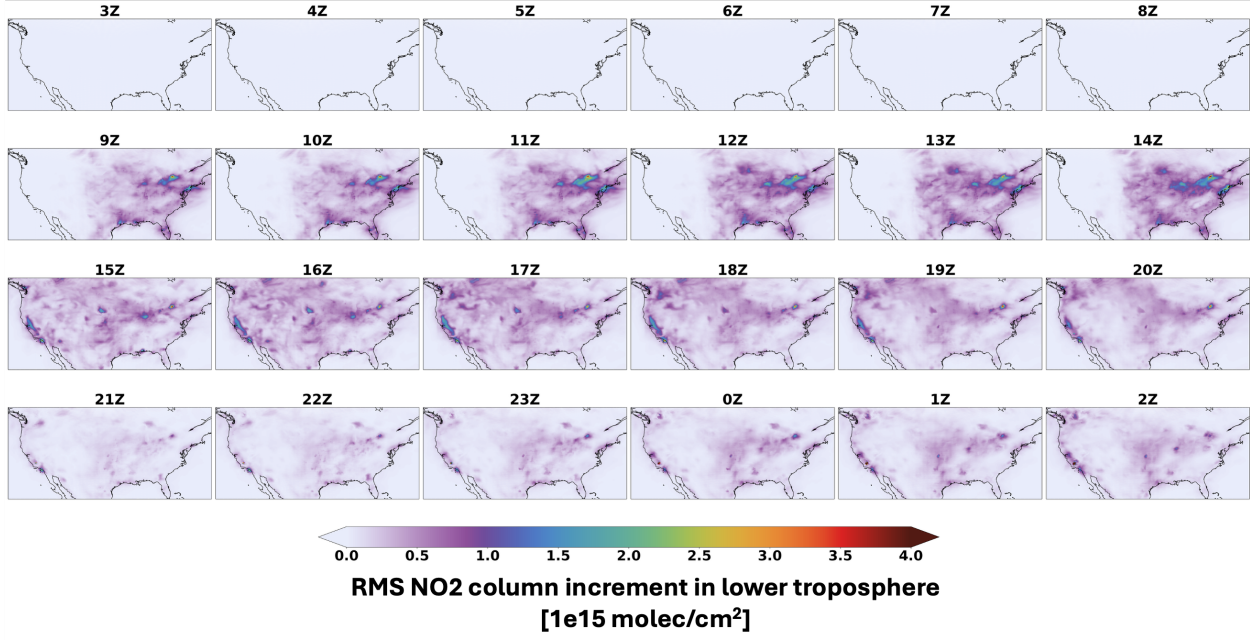 3Z 4Z 5Z 6Z 7Z 8Z
9Z 10Z 11Z 12Z 13Z 14Z
15Z 16Z 17Z 18Z 19Z 20Z
21Z 22Z 23Z 0Z 1Z 2Z
0.0 0.5 1.0 1.5 2.0 2.5 3.0 3.5 4.0
RMS NO2 column increment in lower troposphere
[1e15 molec/cm²]